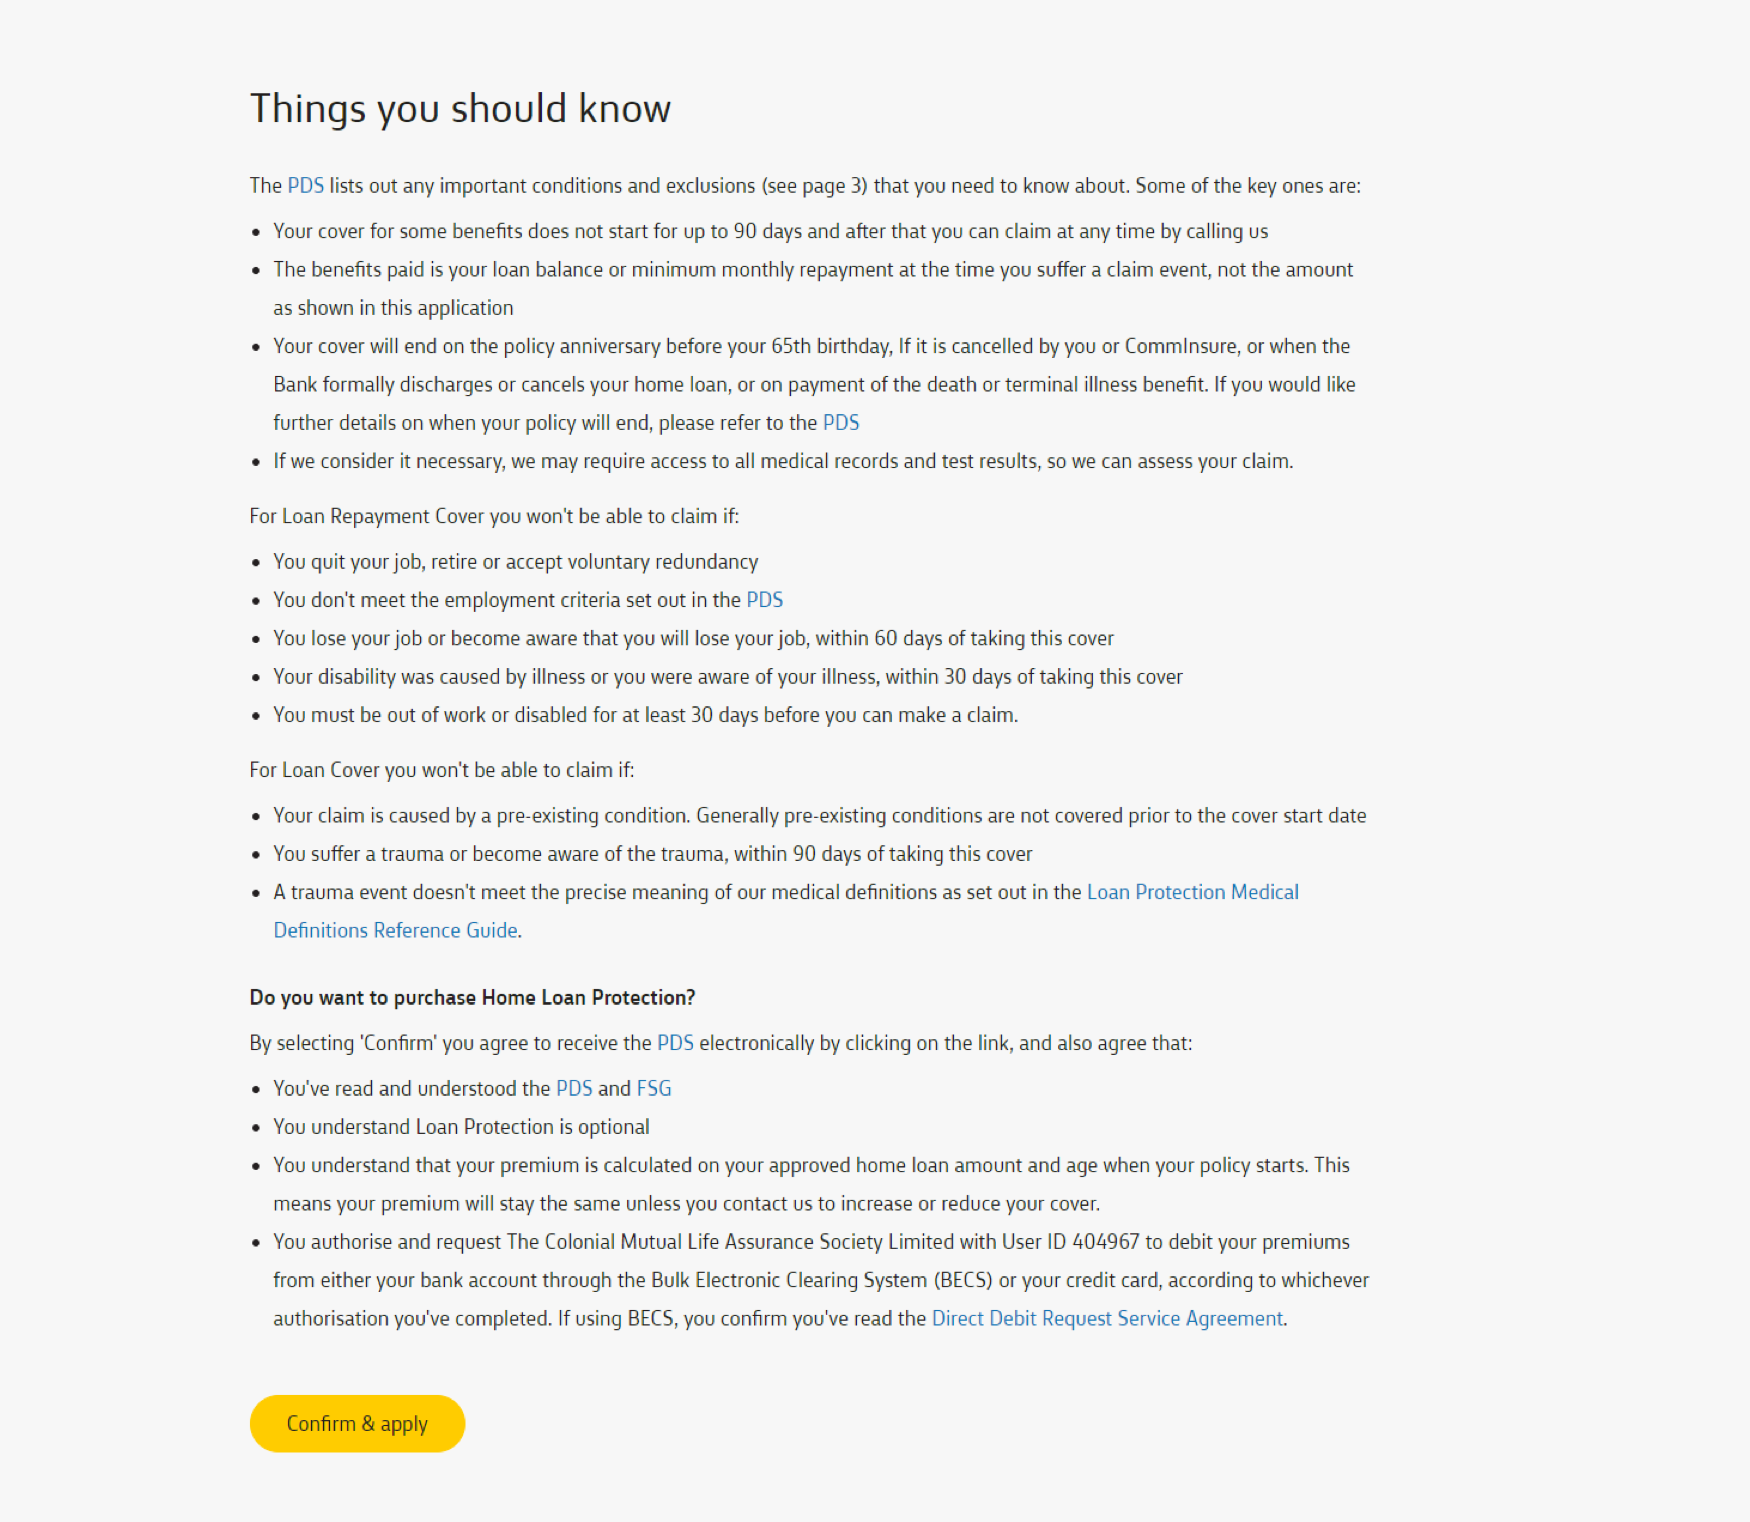 Things you should know
The PDS lists out any important conditions and exclusions (see page 3) that you need to know about. Some of the key ones are:
• Your cover for some benefits does not start for up to 90 days and after that you can claim at any time by calling us
• The benefits paid is your loan balance or minimum monthly repayment at the time you suffer a claim event, not the amount
as shown in this application
• Your cover will end on the policy anniversary before your 65th birthday, If it is cancelled by you or CommInsure, or when the
Bank formally discharges or cancels your home loan, or on payment of the death or terminal illness benefit. If you would like
further details on when your policy will end, please refer to the PDS
• If we consider it necessary, we may require access to all medical records and test results, so we can assess your claim.
For Loan Repayment Cover you won't be able to claim if:
• You quit your job, retire or accept voluntary redundancy
• You don't meet the employment criteria set out in the PDS
• You lose your job or become aware that you will lose your job, within 60 days of taking this cover
• Your disability was caused by illness or you were aware of your illness, within 30 days of taking this cover
• You must be out of work or disabled for at least 30 days before you can make a claim.
For Loan Cover you won't be able to claim if:
• Your claim is caused by a pre-existing condition. Generally pre-existing conditions are not covered prior to the cover start date
• You suffer a trauma or become aware of the trauma, within 90 days of taking this cover
• A trauma event doesn't meet the precise meaning of our medical definitions as set out in the Loan Protection Medical
Definitions Reference Guide.
Do you want to purchase Home Loan Protection?
By selecting 'Confirm' you agree to receive the PDS electronically by clicking on the link, and also agree that:
• You've read and understood the PDS and FSG
• You understand Loan Protection is optional
• You understand that your premium is calculated on your approved home loan amount and age when your policy starts. This
means your premium will stay the same unless you contact us to increase or reduce your cover.
• You authorise and request The Colonial Mutual Life Assurance Society Limited with User ID 404967 to debit your premiums
from either your bank account through the Bulk Electronic Clearing System (BECS) or your credit card, according to whichever
authorisation you've completed. If using BECS, you confirm you've read the Direct Debit Request Service Agreement.
Confirm & apply